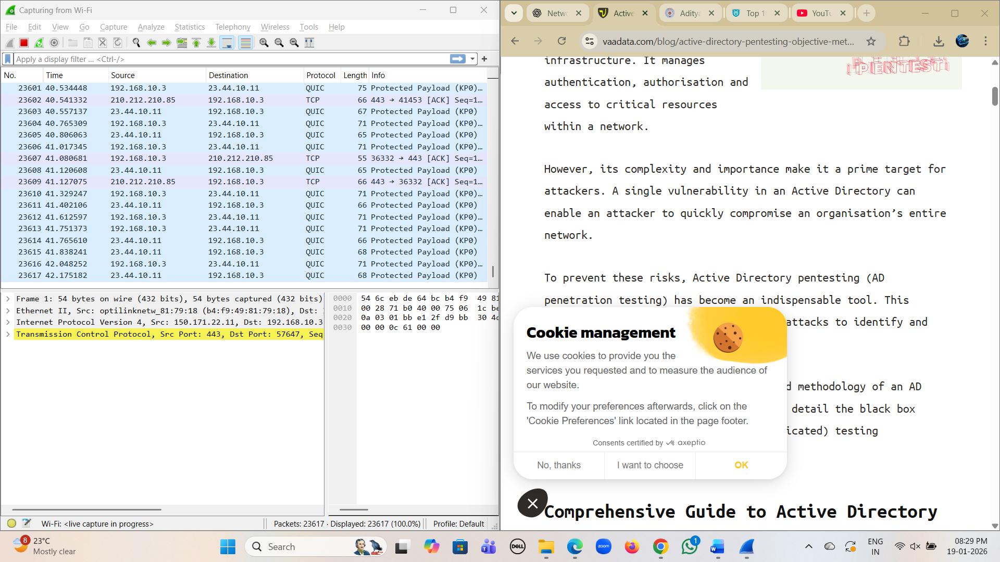 Capturing from Wi-Fi
File Edit View Go Capture Analyze Statistics Telephony Wireless Tools Help
Apply a display filter … <Ctrl-/>
No. Time Source Destination Protocol Length Info
23601 40.534448 192.168.10.3 23.44.10.11 QUIC 75 Protected Payload (KP0)…
23602 40.541332 210.212.210.85 192.168.10.3 TCP 66 443 → 41453 [ACK] Seq=1…
23603 40.557137 23.44.10.11 192.168.10.3 QUIC 67 Protected Payload (KP0)
23604 40.765309 192.168.10.3 23.44.10.11 QUIC 71 Protected Payload (KP0)…
23605 40.806063 23.44.10.11 192.168.10.3 QUIC 65 Protected Payload (KP0)
23606 41.017345 192.168.10.3 23.44.10.11 QUIC 71 Protected Payload (KP0)…
23607 41.080681 192.168.10.3 210.212.210.85 TCP 55 36332 → 443 [ACK] Seq=1…
23608 41.120608 23.44.10.11 192.168.10.3 QUIC 65 Protected Payload (KP0)
23609 41.127075 210.212.210.85 192.168.10.3 TCP 66 443 → 36332 [ACK] Seq=1…
23610 41.329247 192.168.10.3 23.44.10.11 QUIC 71 Protected Payload (KP0)…
23611 41.402106 23.44.10.11 192.168.10.3 QUIC 66 Protected Payload (KP0)
23612 41.612597 192.168.10.3 23.44.10.11 QUIC 71 Protected Payload (KP0)…
23613 41.751373 192.168.10.3 23.44.10.11 QUIC 71 Protected Payload (KP0)…
23614 41.765610 23.44.10.11 192.168.10.3 QUIC 66 Protected Payload (KP0)
23615 41.838241 23.44.10.11 192.168.10.3 QUIC 68 Protected Payload (KP0)
23616 42.048252 192.168.10.3 23.44.10.11 QUIC 71 Protected Payload (KP0)…
23617 42.175182 23.44.10.11 192.168.10.3 QUIC 68 Protected Payload (KP0)
Frame 1: 54 bytes on wire (432 bits), 54 bytes captured (432 bits)
Ethernet II, Src: optilinknetw_81:79:18 (b4:f9:49:81:79:18), Dst:
Internet Protocol Version 4, Src: 150.171.22.11, Dst: 192.168.10.3
Transmission Control Protocol, Src Port: 443, Dst Port: 57647, Seq
0000 54 6c eb de 64 bc b4 f9 49 81
0010 00 28 71 b0 40 00 75 06 1c be
0020 0a 03 01 bb e1 2f d9 bb 30 4c
0030 00 00 0c 61 00 00
Wi-Fi: <live capture in progress>
Packets: 23617 · Displayed: 23617 (100.0%)
Profile: Default
Netw Active Adity Top 1 YouTu
vaadata.com/blog/active-directory-pentesting-objective-met...
PENTEST
infrastructure. It manages
authentication, authorisation and
access to critical resources
within a network.
However, its complexity and importance make it a prime target for
attackers. A single vulnerability in an Active Directory can
enable an attacker to quickly compromise an organisation’s entire
network.
To prevent these risks, Active Directory pentesting (AD
penetration testing) has become an indispensable tool. This
attacks to identify and
d methodology of an AD
detail the black box
icated) testing
Cookie management
We use cookies to provide you the
services you requested and to measure the audience of
our website.
To modify your preferences afterwards, click on the
'Cookie Preferences' link located in the page footer.
Consents certified by axeptio
No, thanks I want to choose OK
Comprehensive Guide to Active Directory
8
23°C
Mostly clear
Search
DELL
zoom
1
ENG
IN
08:29 PM
19-01-2026